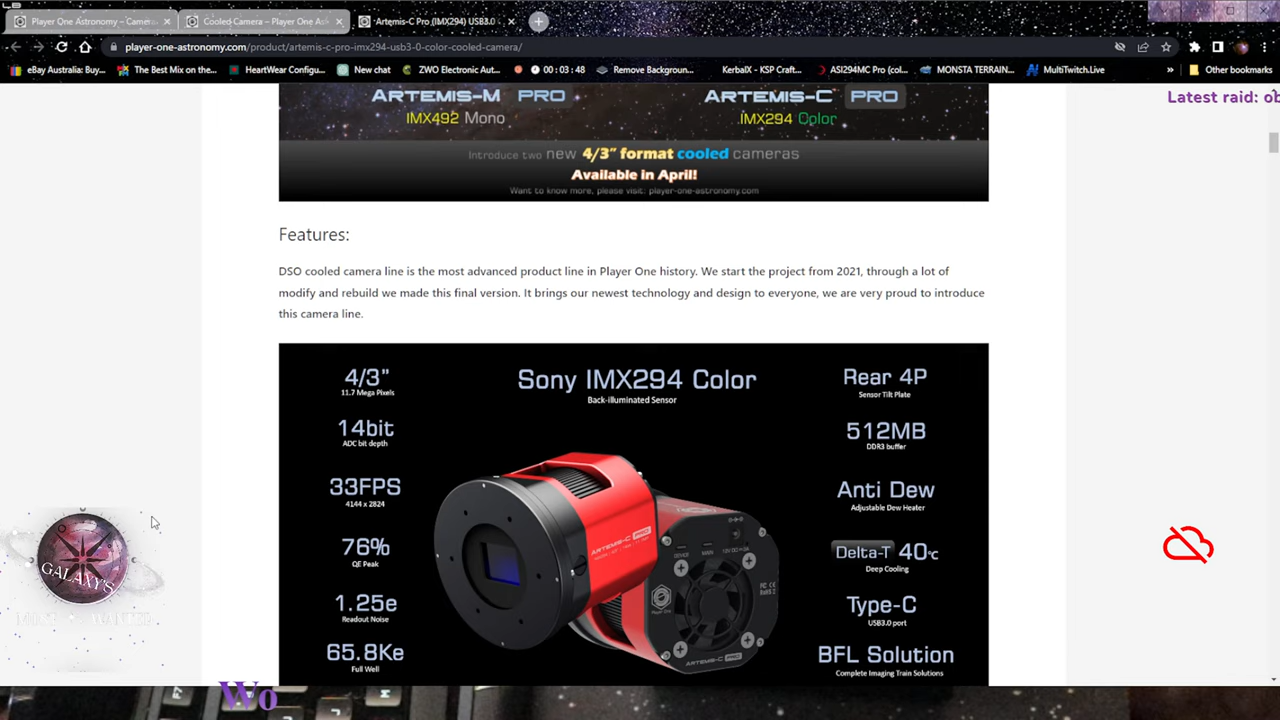 Player One Astronomy – Camera
Cooled Camera – Player One Ast
Artemis-C Pro (IMX294) USB3.0
player-one-astronomy.com/product/artemis-c-pro-imx294-usb3-0-color-cooled-camera/
eBay Australia: Buy...
The Best Mix on the...
HeartWear Configu...
New chat
ZWO Electronic Aut...
00 : 03 : 48
Remove Backgroun...
KerbalX - KSP Craft...
ASI294MC Pro (col...
MONSTA TERRAIN...
MultiTwitch.Live
»
Other bookmarks
Latest raid: ob
ARTEMIS-M PRO
IMX492 Mono
ARTEMIS-C PRO
IMX294 Color
Introduce two new 4/3" format cooled cameras
Available in April!
Want to know more, please visit: player-one-astronomy.com
Features:
DSO cooled camera line is the most advanced product line in Player One history. We start the project from 2021, through a lot of
modify and rebuild we made this final version. It brings our newest technology and design to everyone, we are very proud to introduce
this camera line.
Sony IMX294 Color
Back-illuminated Sensor
4/3"
11.7 Mega Pixels
14bit
ADC bit depth
33FPS
4144 x 2824
76%
QE Peak
1.25e
Readout Noise
65.8Ke
Full Well
ARTEMIS-C PRO
ARTEMIS-C PRO
Rear 4P
Sensor Tilt Plate
512MB
DDR3 buffer
Anti Dew
Adjustable Dew Heater
Delta-T 40℃
Deep Cooling
Type-C
USB3.0 port
BFL Solution
Complete Imaging Train Solutions
GALAXY'S
MOST WANTED
Wo